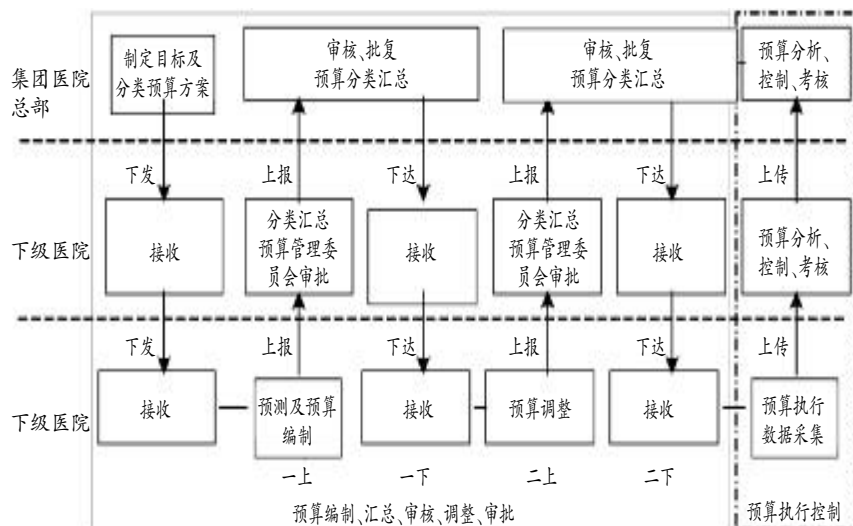 集团医院
总部
制定目标及
分类预算方案
审核、批复
预算分类汇总
审核、批复
预算分类汇总
预算分析、
控制、考核
下发
上报
下达
上报
下达
上传
下级医院
接收
分类汇总
预算管理委
员会审批
接收
分类汇总
预算管理委
员会审批
接收
预算分析、
控制、考核
下发
上报
下达
上报
下达
上传
下级医院
接收
预测及预算
编制
接收
预算调整
接收
预算执行
数据采集
一上
一下
二上
二下
预算编制、汇总、审核、调整、审批
预算执行控制